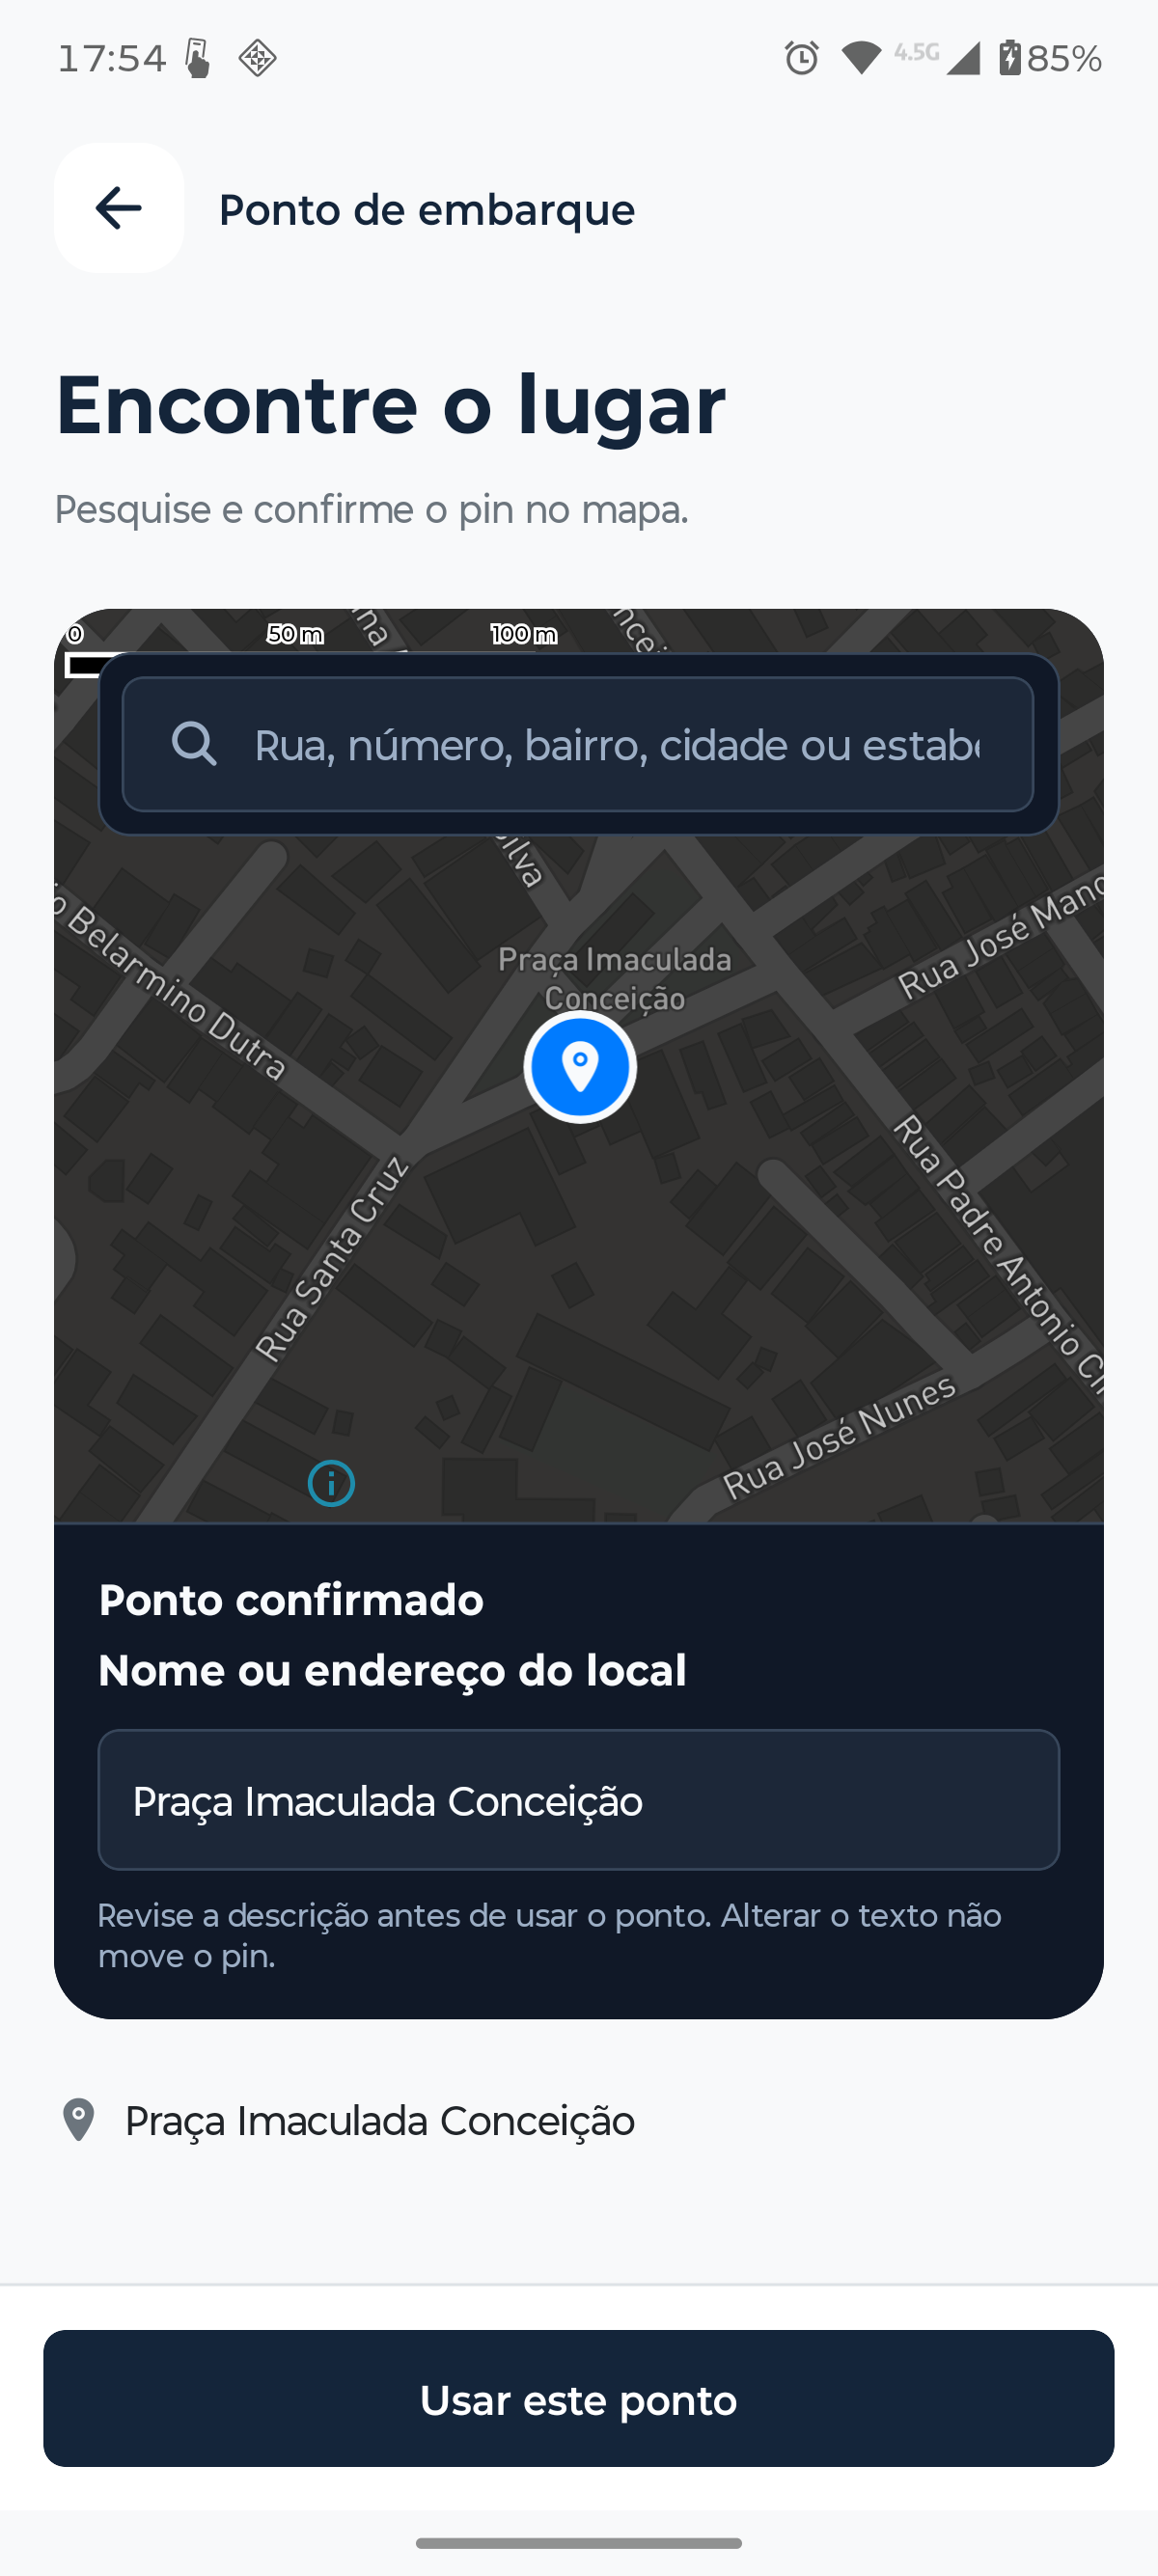 17:54
4.5G
85%
Ponto de embarque
Encontre o lugar
Pesquise e confirme o pin no mapa.
0 50 m 100 m
Rua, número, bairro, cidade ou
Silva
Belarmino Dutra
Praça Imaculada
Conceição
Rua José
Rua Santa Cruz
Rua Padre Antonio
Rua José Nunes
Ponto confirmado
Nome ou endereço do local
Praça Imaculada Conceição
Revise a descrição antes de usar o ponto. Alterar o texto não
move o pin.
Praça Imaculada Conceição
Usar este ponto